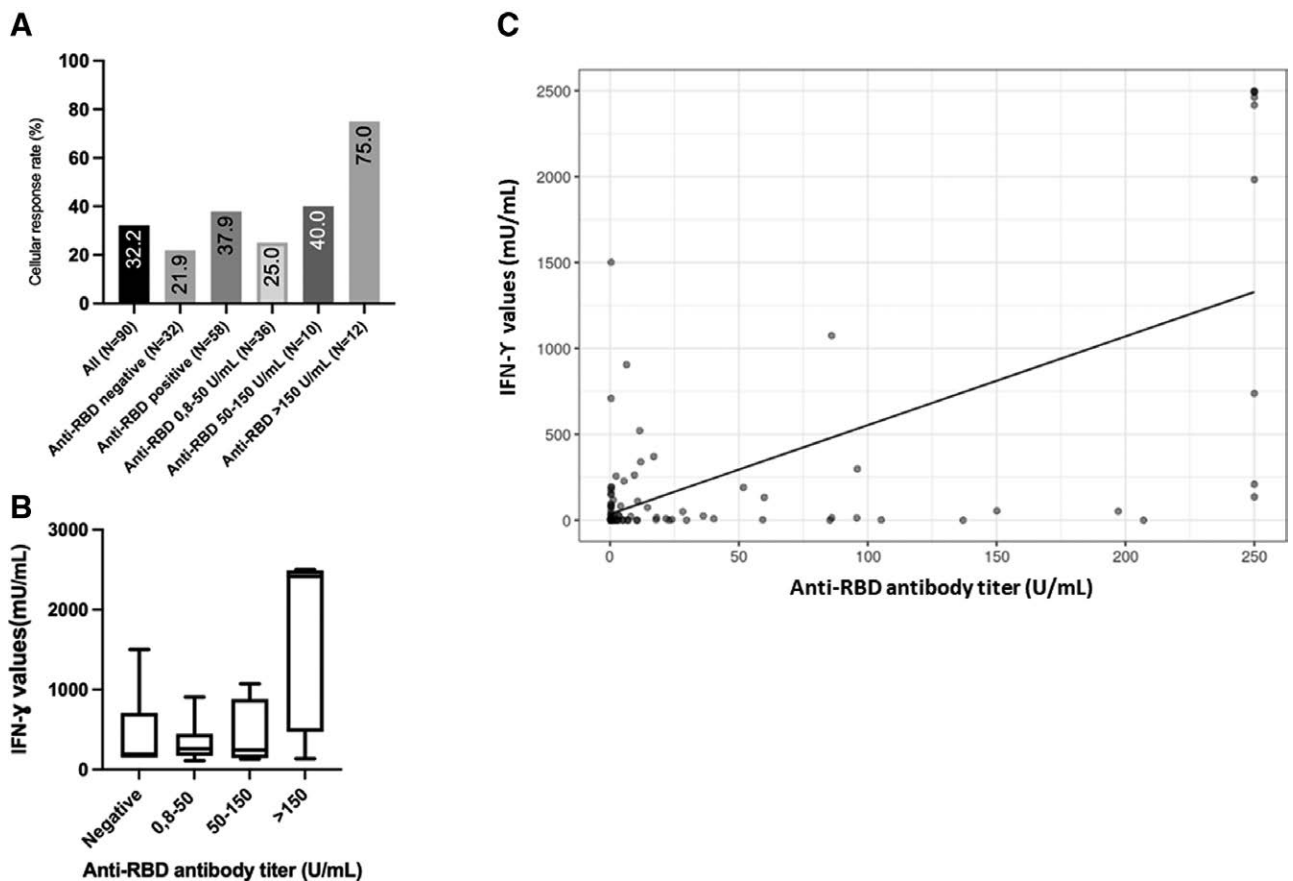 A
100
80
60
40
20
0
Cellular response rate (%)
32.2
21.9
37.9
25.0
40.0
75.0
All (N=90)
Anti-RBD negative (N=32)
Anti-RBD positive (N=58)
Anti-RBD 0,8-50 U/mL (N=36)
Anti-RBD 50-150 U/mL (N=10)
Anti-RBD >150 U/mL (N=12)
B
3000
2000
1000
0
IFN-ɣ values(mU/mL)
Negative
0,8-50
50-150
>150
Anti-RBD antibody titer (U/mL)
C
2500
2000
1500
1000
500
0
IFN-ϒ values (mU/mL)
0
50
100
150
200
250
Anti-RBD antibody titer (U/mL)